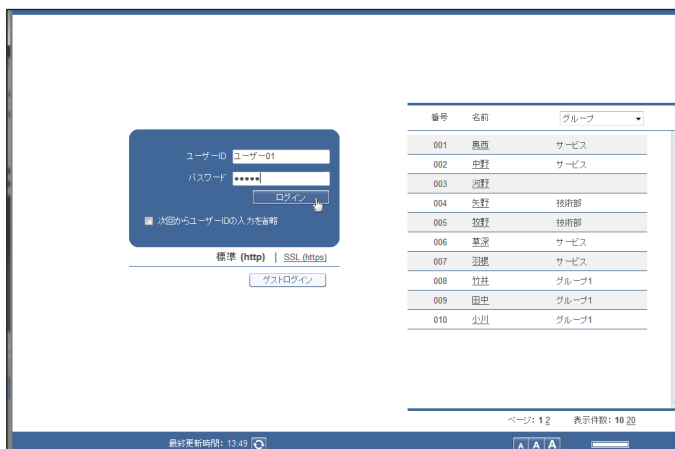 ユーザーID ユーザー01
パスワード •••••
ログイン
次回からユーザーIDの入力を省略
標準 (http) | SSL (https)
ゲストログイン
番号 名前 グループ
001 奥西 サービス
002 中野 サービス
003 河野
004 矢野 技術部
005 牧野 技術部
006 草深 サービス
007 羽根 サービス
008 竹井 グループ1
009 田中 グループ1
010 小川 グループ1
ページ: 1 2 表示件数: 10 20
最終更新時間: 13:49
A A A